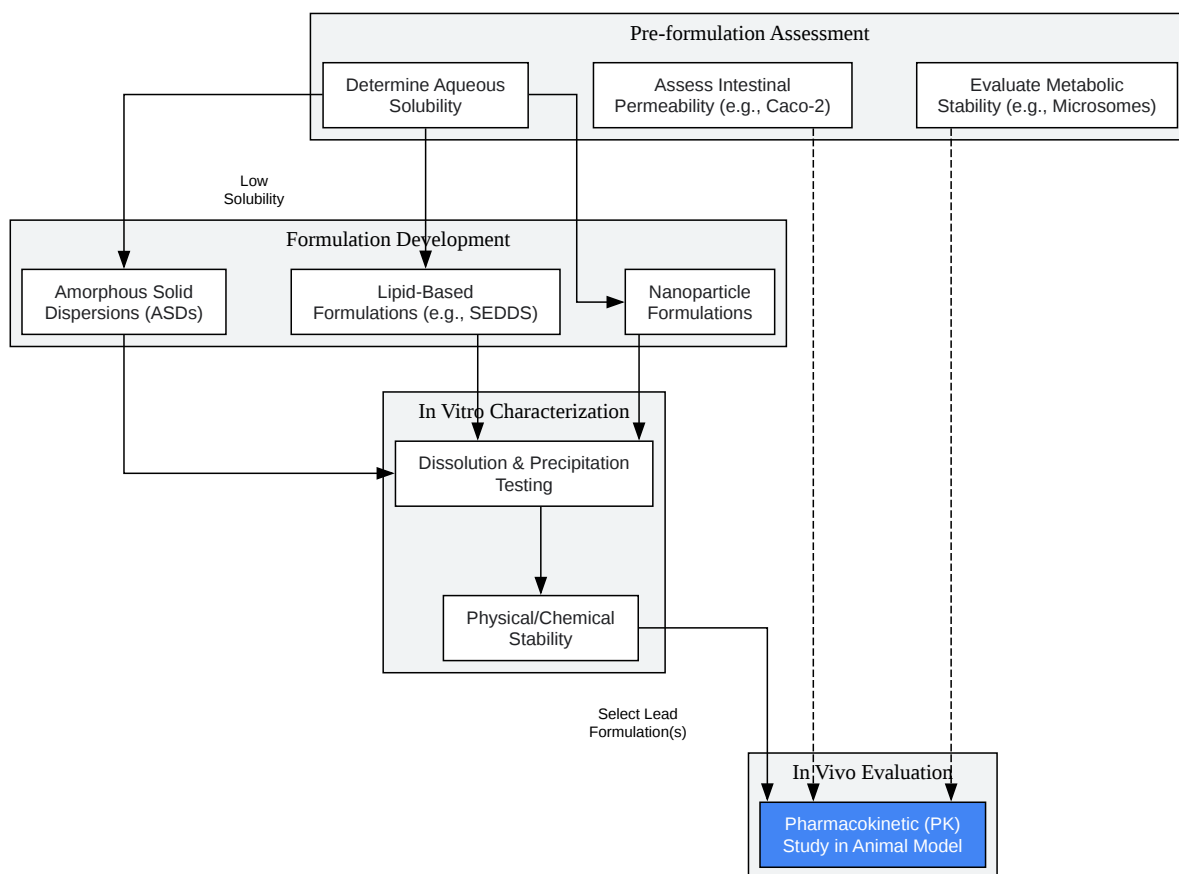 Pre-formulation Assessment
Determine Aqueous
Solubility
Assess Intestinal
Permeability (e.g., Caco-2)
Evaluate Metabolic
Stability (e.g., Microsomes)
Low
Solubility
Formulation Development
Amorphous Solid
Dispersions (ASDs)
Lipid-Based
Formulations (e.g., SEDDS)
Nanoparticle
Formulations
In Vitro Characterization
Dissolution & Precipitation
Testing
Physical/Chemical
Stability
Select Lead
Formulation(s)
In Vivo Evaluation
Pharmacokinetic (PK)
Study in Animal Model